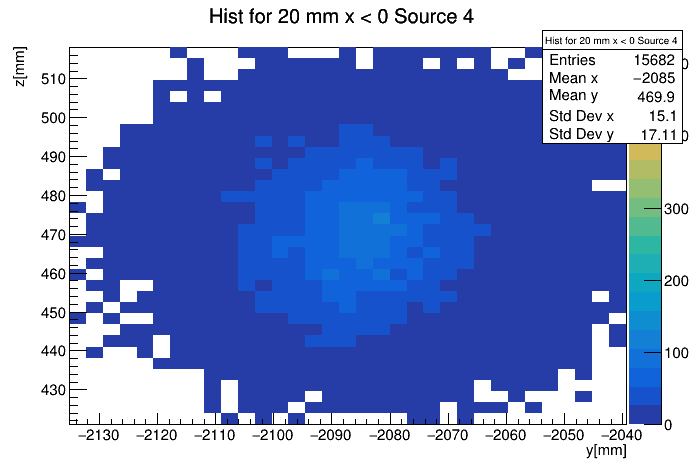 Hist for 20 mm x < 0 Source 4
z[mm]
Hist for 20 mm x < 0 Source 4
Entries 15682
Mean x −2085
Mean y 469.9
Std Dev x 15.1
Std Dev y 17.11
510
500
490
480
470
460
450
440
430
300
200
100
0
−2130 −2120 −2110 −2100 −2090 −2080 −2070 −2060 −2050 −2040
y[mm]